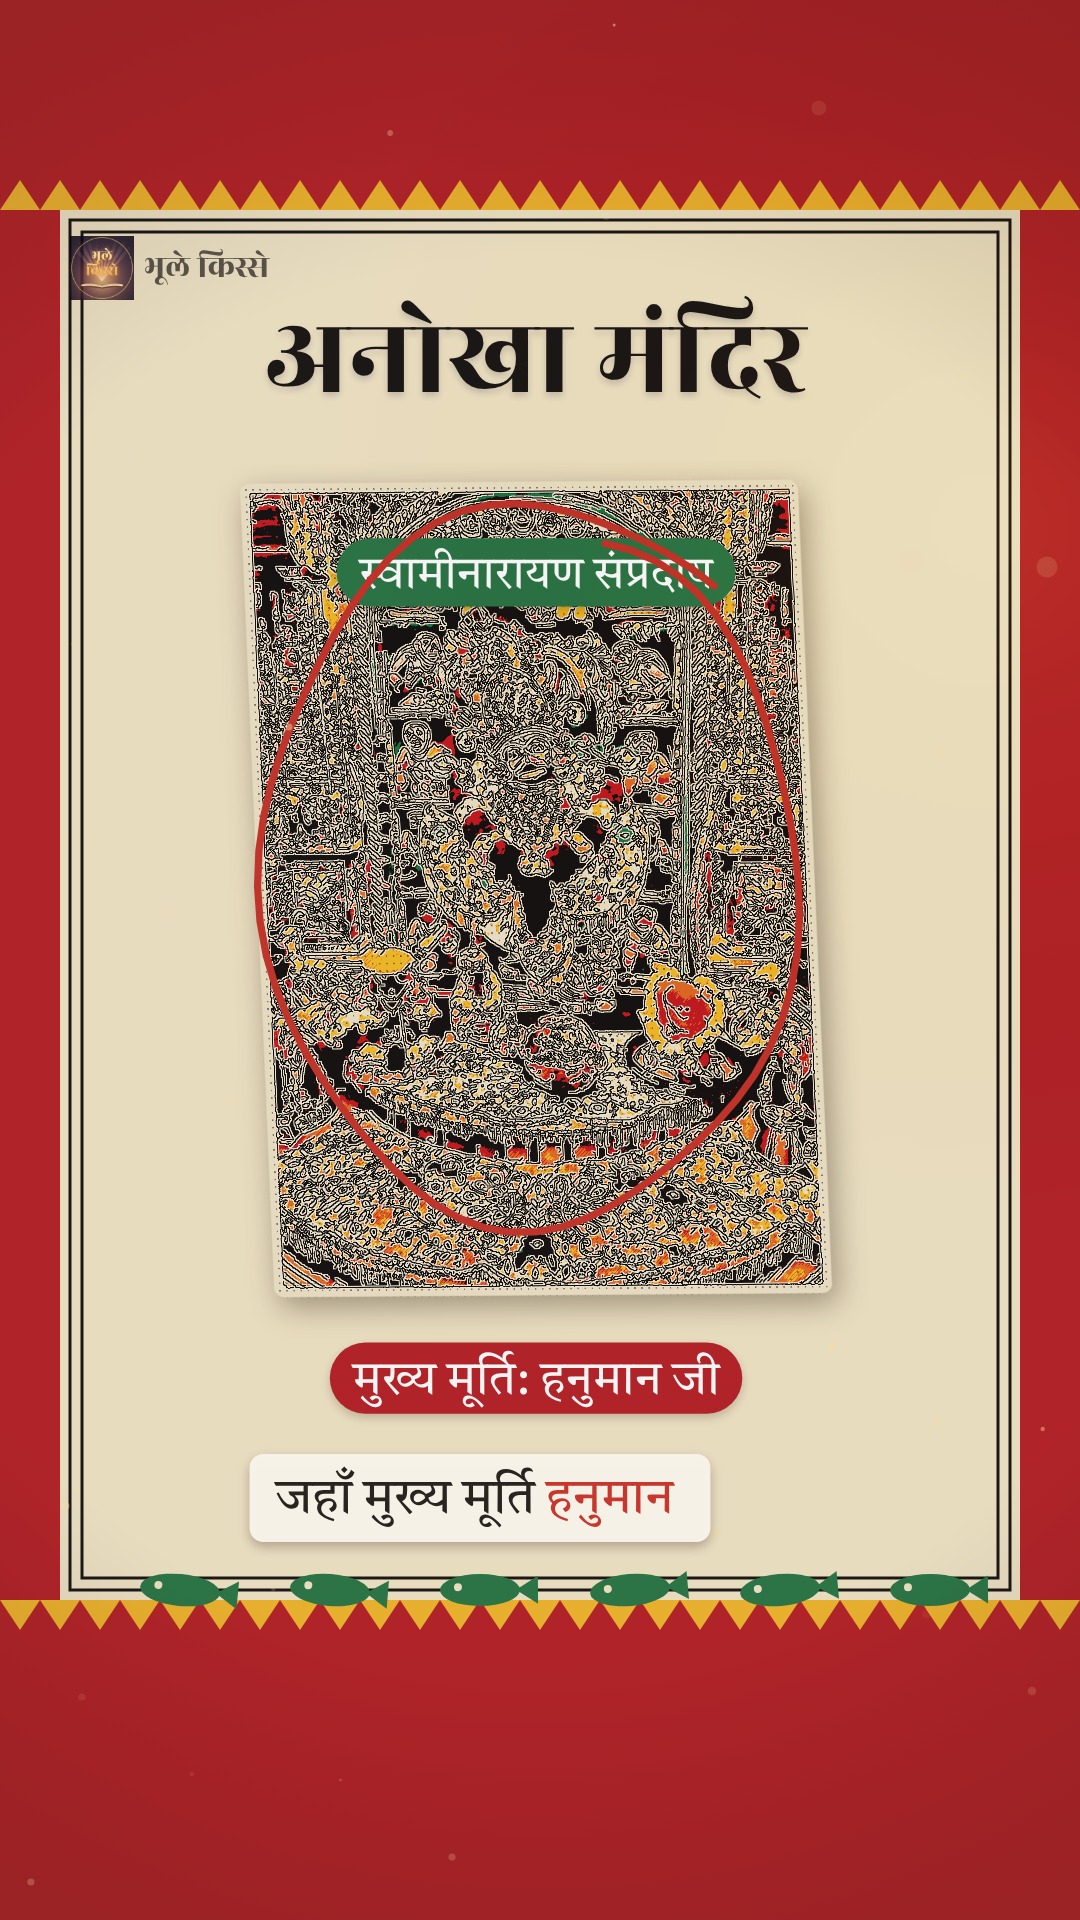 भूले
किस्से
भूले किस्से
अनोखा मंदिर
स्वामीनारायण संप्रदाय
मुख्य मूर्ति: हनुमान जी
जहाँ मुख्य मूर्ति हनुमान